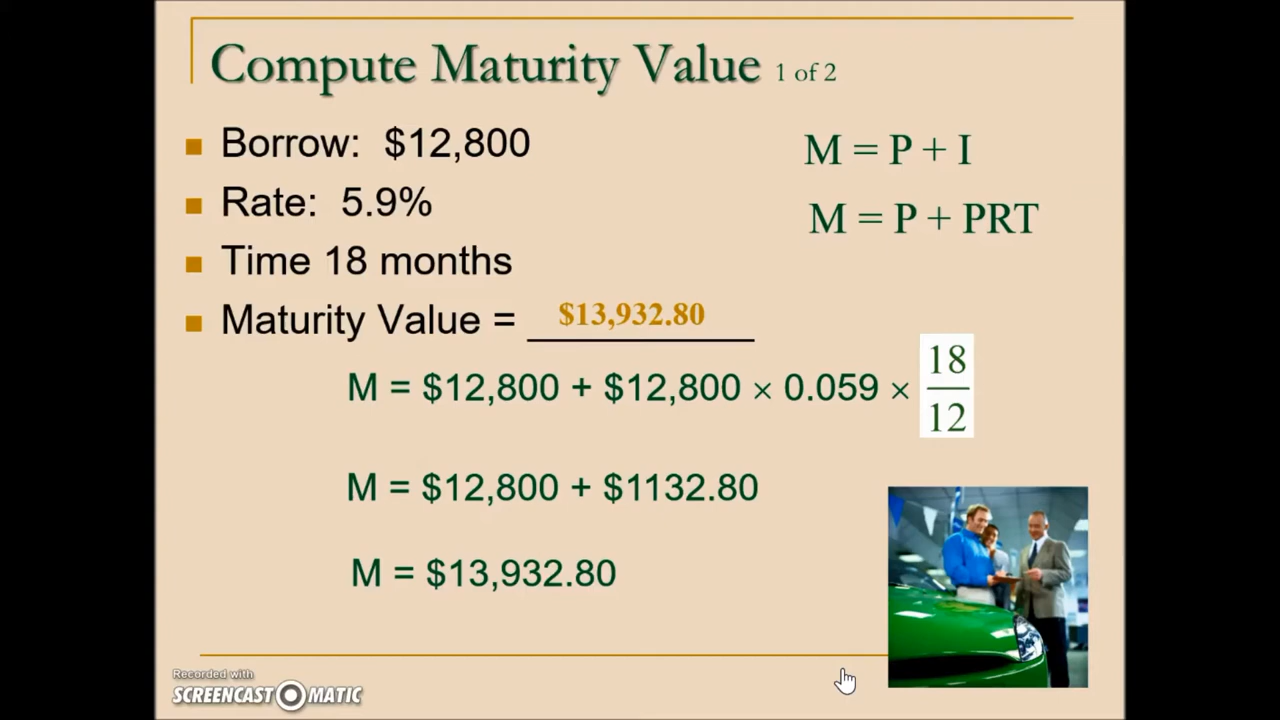 Compute Maturity Value 1 of 2
Borrow: $12,800
Rate: 5.9%
Time 18 months
Maturity Value = $13,932.80
M = P + I
M = P + PRT
M = $12,800 + $12,800 × 0.059 × 18/12
M = $12,800 + $1132.80
M = $13,932.80
Recorded with
SCREENCAST MATIC